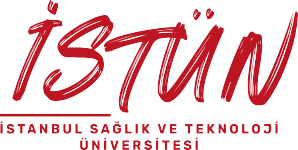 İSTÜN
İSTANBUL SAĞLIK VE TEKNOLOJİ
ÜNİVERSİTESİ